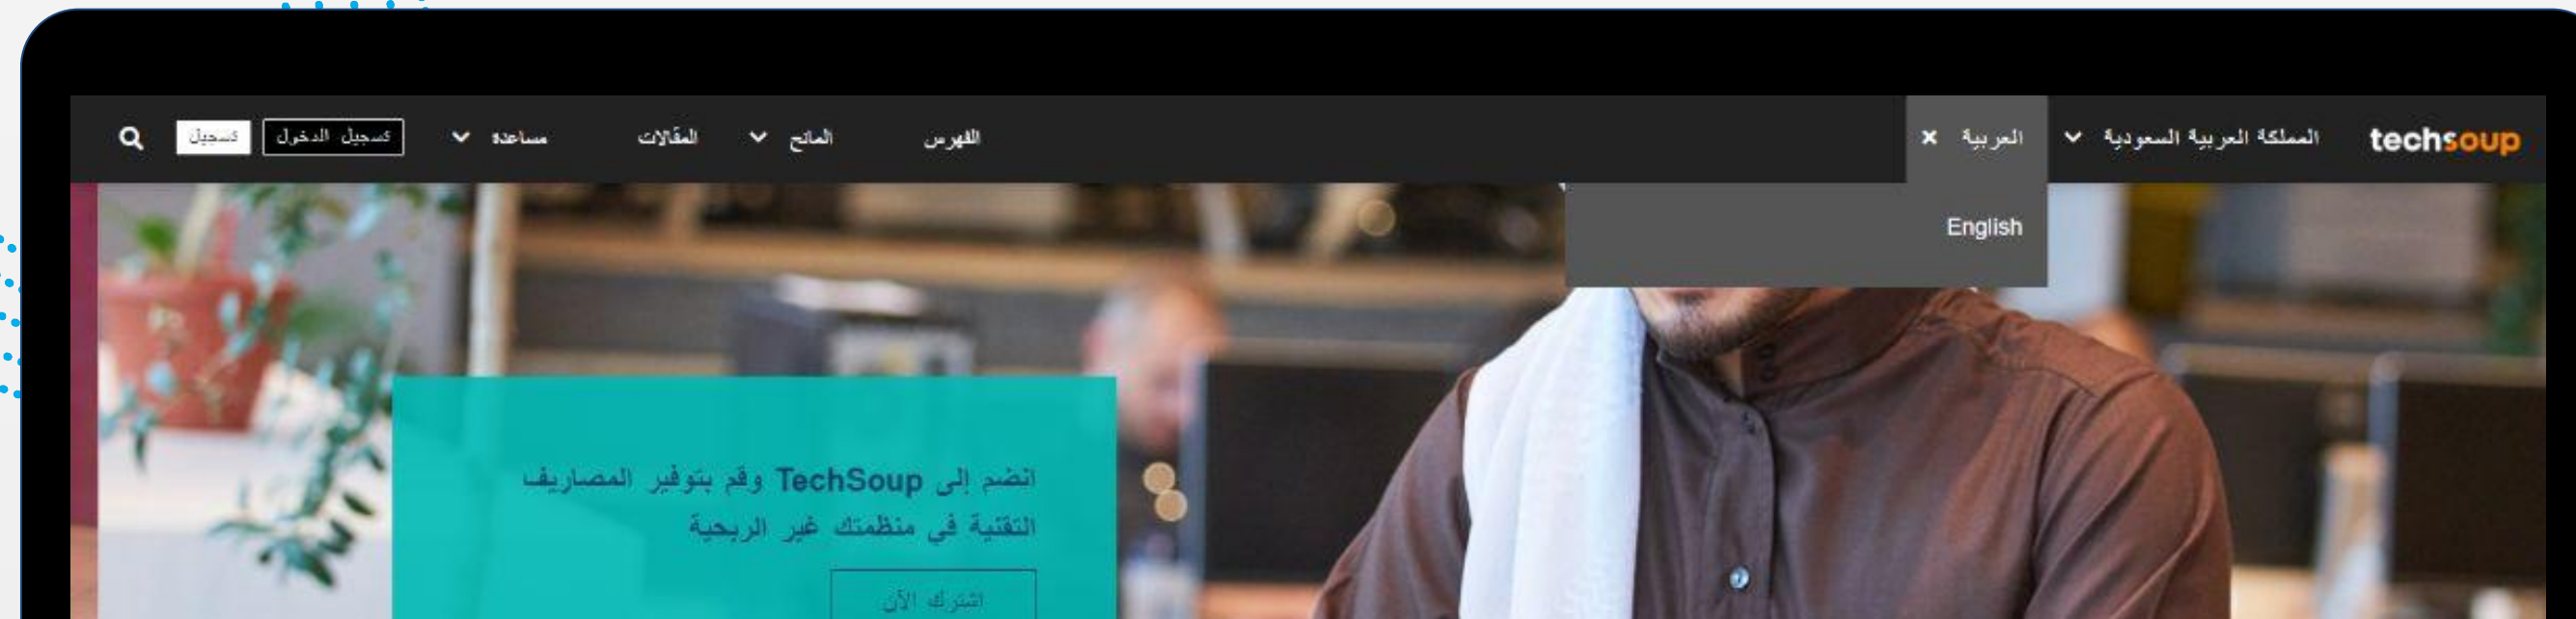 techsoup المملكة العربية السعودية العربية الفهرس المانح المقالات مساعدة تسجيل الدخول تسجيل
English
انضم إلى TechSoup وقم بتوفير المصاريف
التقنية في منظمتك غير الربحية
اشترك الآن